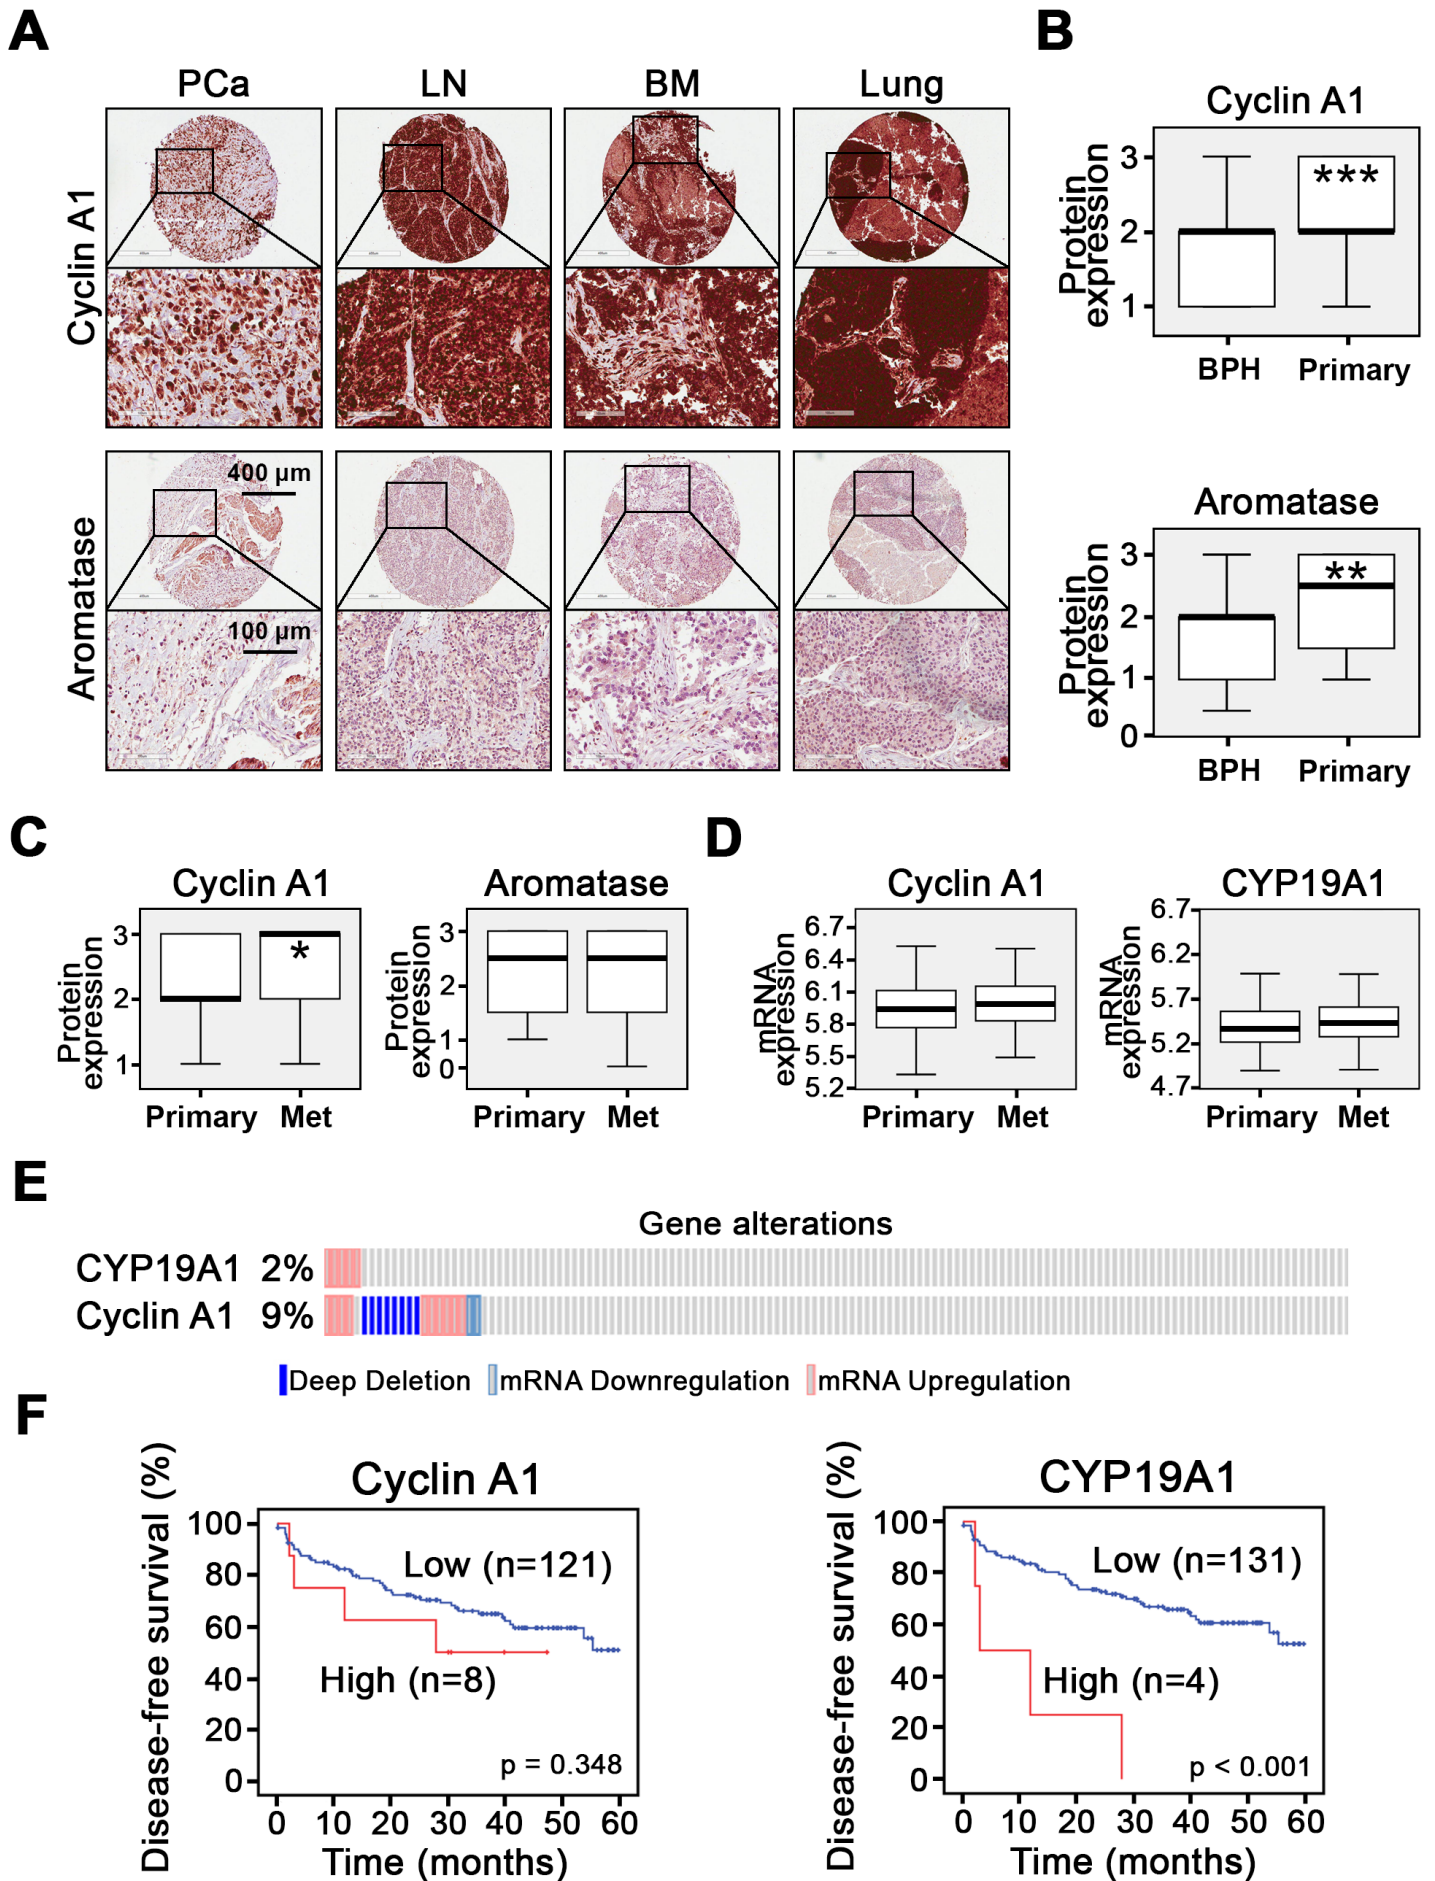 A
PCa LN BM Lung
Cyclin A1
Aromatase
400 µm
100 µm
B
Cyclin A1
Protein
expression
3
2
1
BPH Primary
***
Aromatase
Protein
expression
3
2
1
0
BPH Primary
**
C
Cyclin A1
Protein
expression
3
2
1
Primary Met
*
Aromatase
Protein
expression
3
2
1
0
Primary Met
D
Cyclin A1
mRNA
expression
6.7
6.4
6.1
5.8
5.5
5.2
Primary Met
CYP19A1
mRNA
expression
6.7
6.2
5.7
5.2
4.7
Primary Met
E
Gene alterations
CYP19A1 2%
Cyclin A1 9%
Deep Deletion mRNA Downregulation mRNA Upregulation
F
Cyclin A1
Disease-free survival (%)
100
80
60
40
20
0
Low (n=121)
High (n=8)
p = 0.348
0 10 20 30 40 50 60
Time (months)
CYP19A1
Disease-free survival (%)
100
80
60
40
20
0
Low (n=131)
High (n=4)
p < 0.001
0 10 20 30 40 50 60
Time (months)